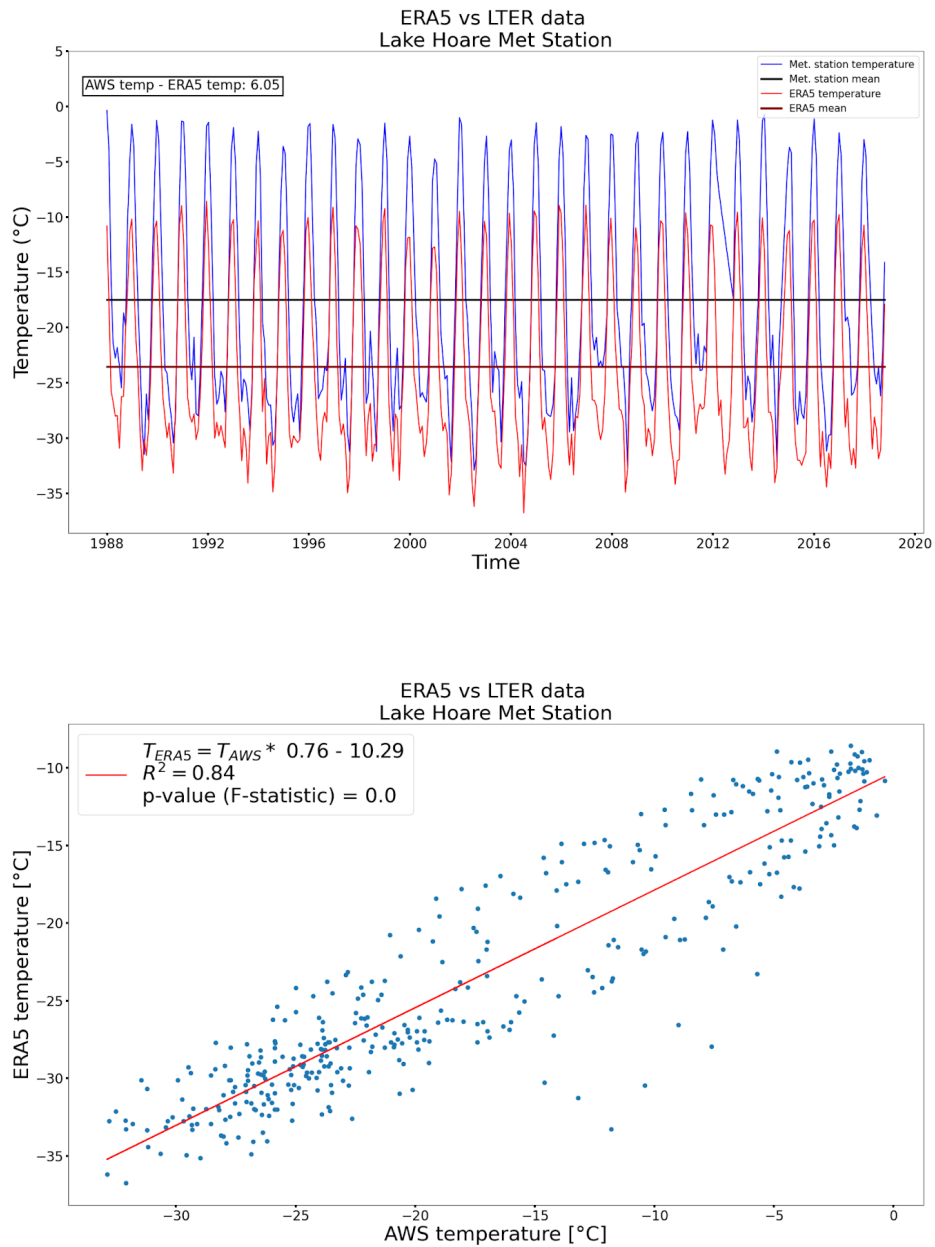 ERA5 vs LTER data
Lake Hoare Met Station
AWS temp - ERA5 temp: 6.05
Met. station temperature
Met. station mean
ERA5 temperature
ERA5 mean
Temperature (°C)
5
0
−5
−10
−15
−20
−25
−30
−35
1988 1992 1996 2000 2004 2008 2012 2016 2020
Time
ERA5 vs LTER data
Lake Hoare Met Station
T_ERA5 = T_AWS * 0.76 - 10.29
R² = 0.84
p-value (F-statistic) = 0.0
ERA5 temperature [°C]
−10
−15
−20
−25
−30
−35
−30 −25 −20 −15 −10 −5 0
AWS temperature [°C]